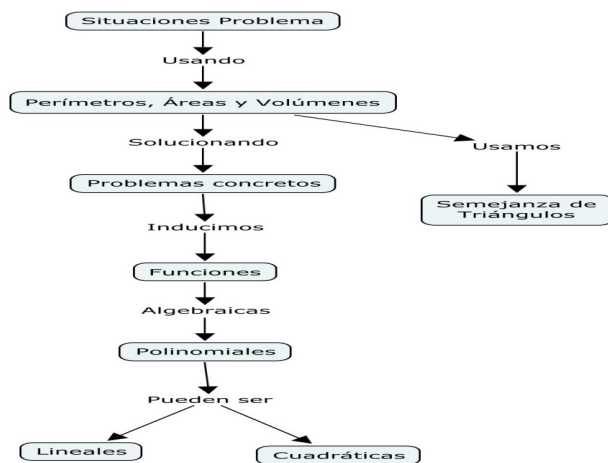 Situaciones Problema
Usando
Perímetros, Áreas y Volúmenes
Solucionando
Usamos
Problemas concretos
Semejanza de
Triángulos
Inducimos
Funciones
Algebraicas
Polinomiales
Pueden ser
Lineales
Cuadráticas